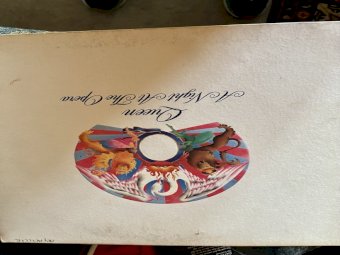 Queen
A Night At The Opera